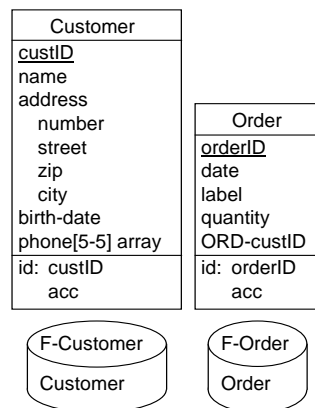 Customer
custID
name
address
number
street
zip
city
birth-date
phone[5-5] array
id: custID
acc
F-Customer
Customer
Order
orderID
date
label
quantity
ORD-custID
id: orderID
acc
F-Order
Order